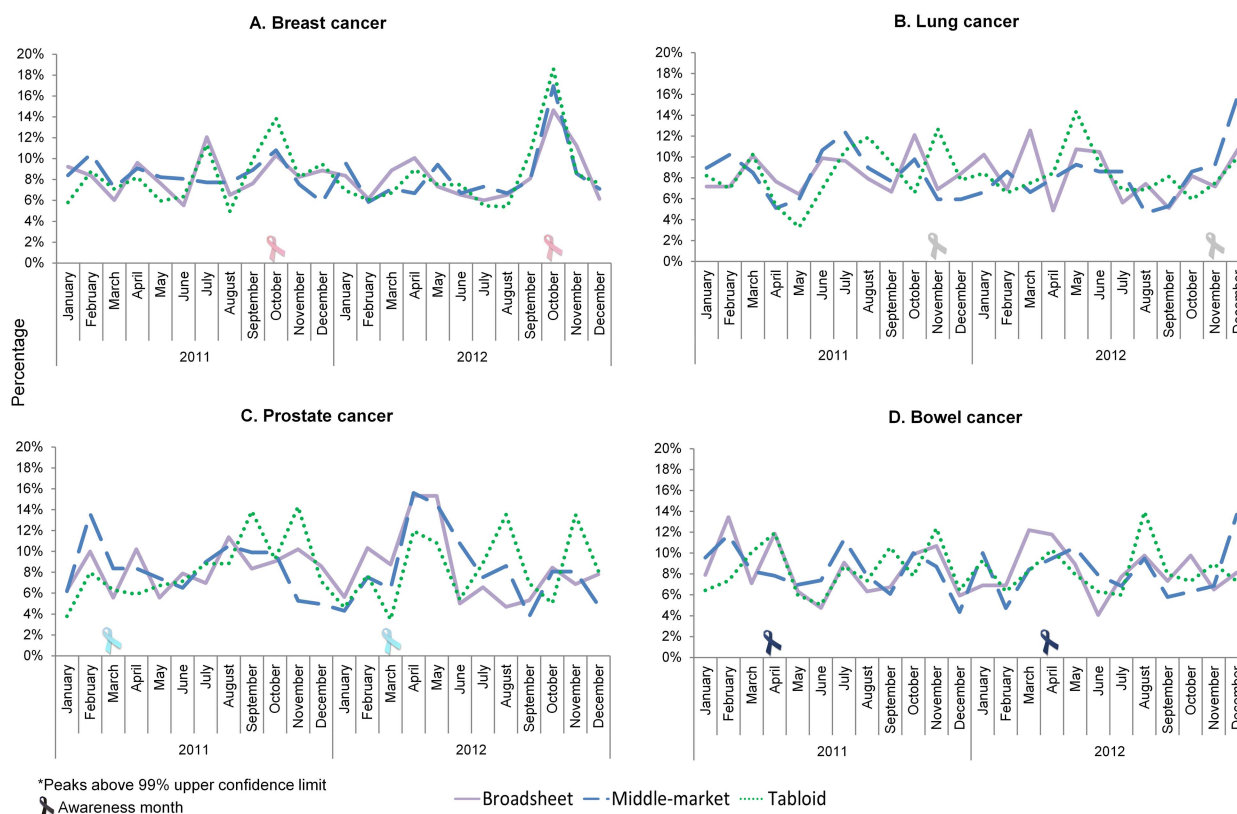 A. Breast cancer
20%
18%
16%
14%
12%
10%
8%
6%
4%
2%
0%
January
February
March
April
May
June
July
August
September
October
November
December
January
February
March
April
May
June
July
August
September
October
November
December
2011
2012
B. Lung cancer
20%
18%
16%
14%
12%
10%
8%
6%
4%
2%
0%
January
February
March
April
May
June
July
August
September
October
November
December
January
February
March
April
May
June
July
August
September
October
November
December
2011
2012
Percentage
C. Prostate cancer
20%
18%
16%
14%
12%
10%
8%
6%
4%
2%
0%
January
February
March
April
May
June
July
August
September
October
November
December
January
February
March
April
May
June
July
August
September
October
November
December
2011
2012
D. Bowel cancer
20%
18%
16%
14%
12%
10%
8%
6%
4%
2%
0%
January
February
March
April
May
June
July
August
September
October
November
December
January
February
March
April
May
June
July
August
September
October
November
December
2011
2012
*Peaks above 99% upper confidence limit
Awareness month
Broadsheet Middle-market Tabloid